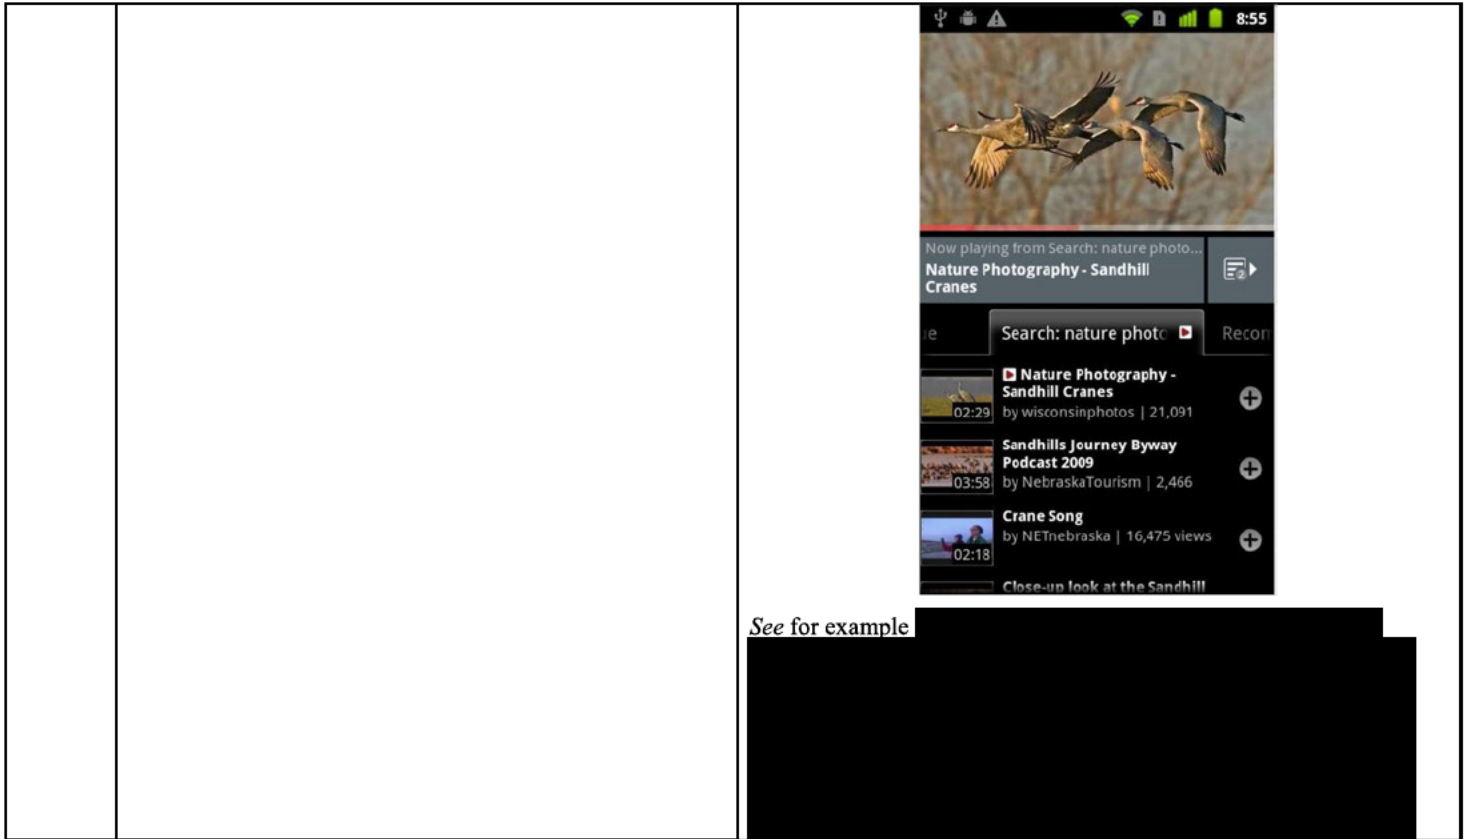 8:55
Now playing from Search: nature photo...
Nature Photography - Sandhill
Cranes
e
Search: nature photo
Recon
Nature Photography -
Sandhill Cranes
02:29
by wisconsinphotos | 21,091
Sandhills Journey Byway
Podcast 2009
03:58
by NebraskaTourism | 2,466
Crane Song
by NETnebraska | 16,475 views
02:18
Close-up look at the Sandhill
See for example